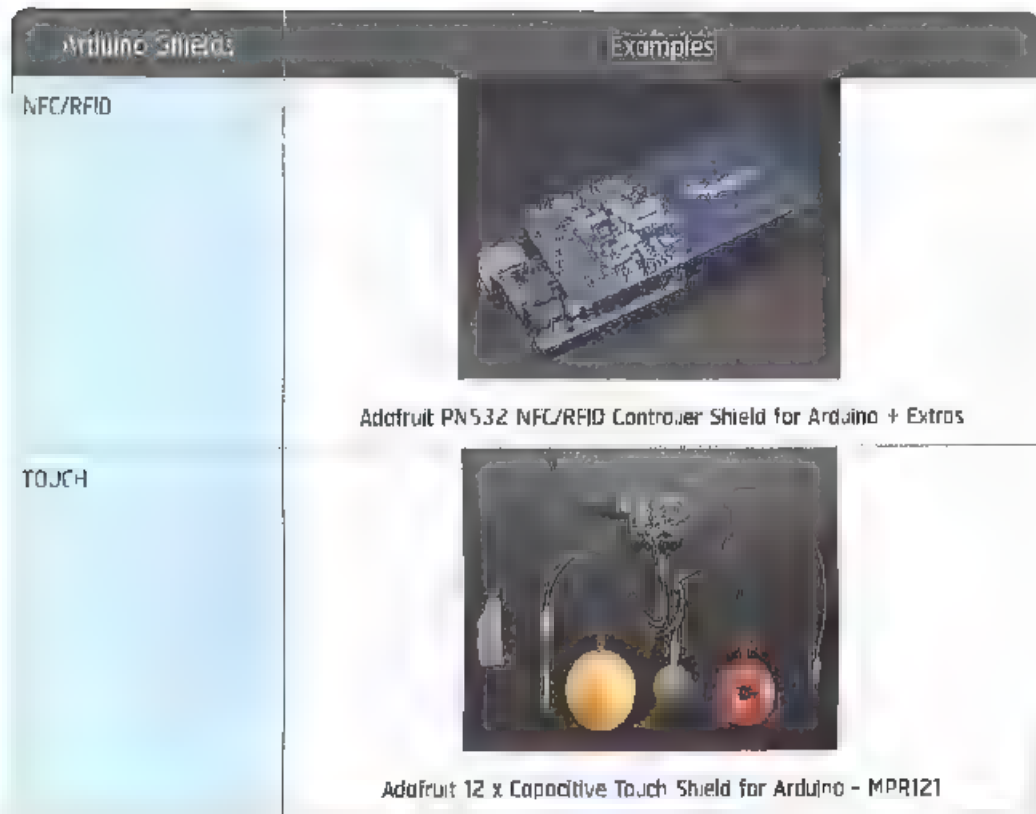 Arduino Shields
Examples
NFC/RFID
Adafruit PN532 NFC/RFID Controller Shield for Arduino + Extras
TOUCH
Adafruit 12 x Capacitive Touch Shield for Arduino - MPR121